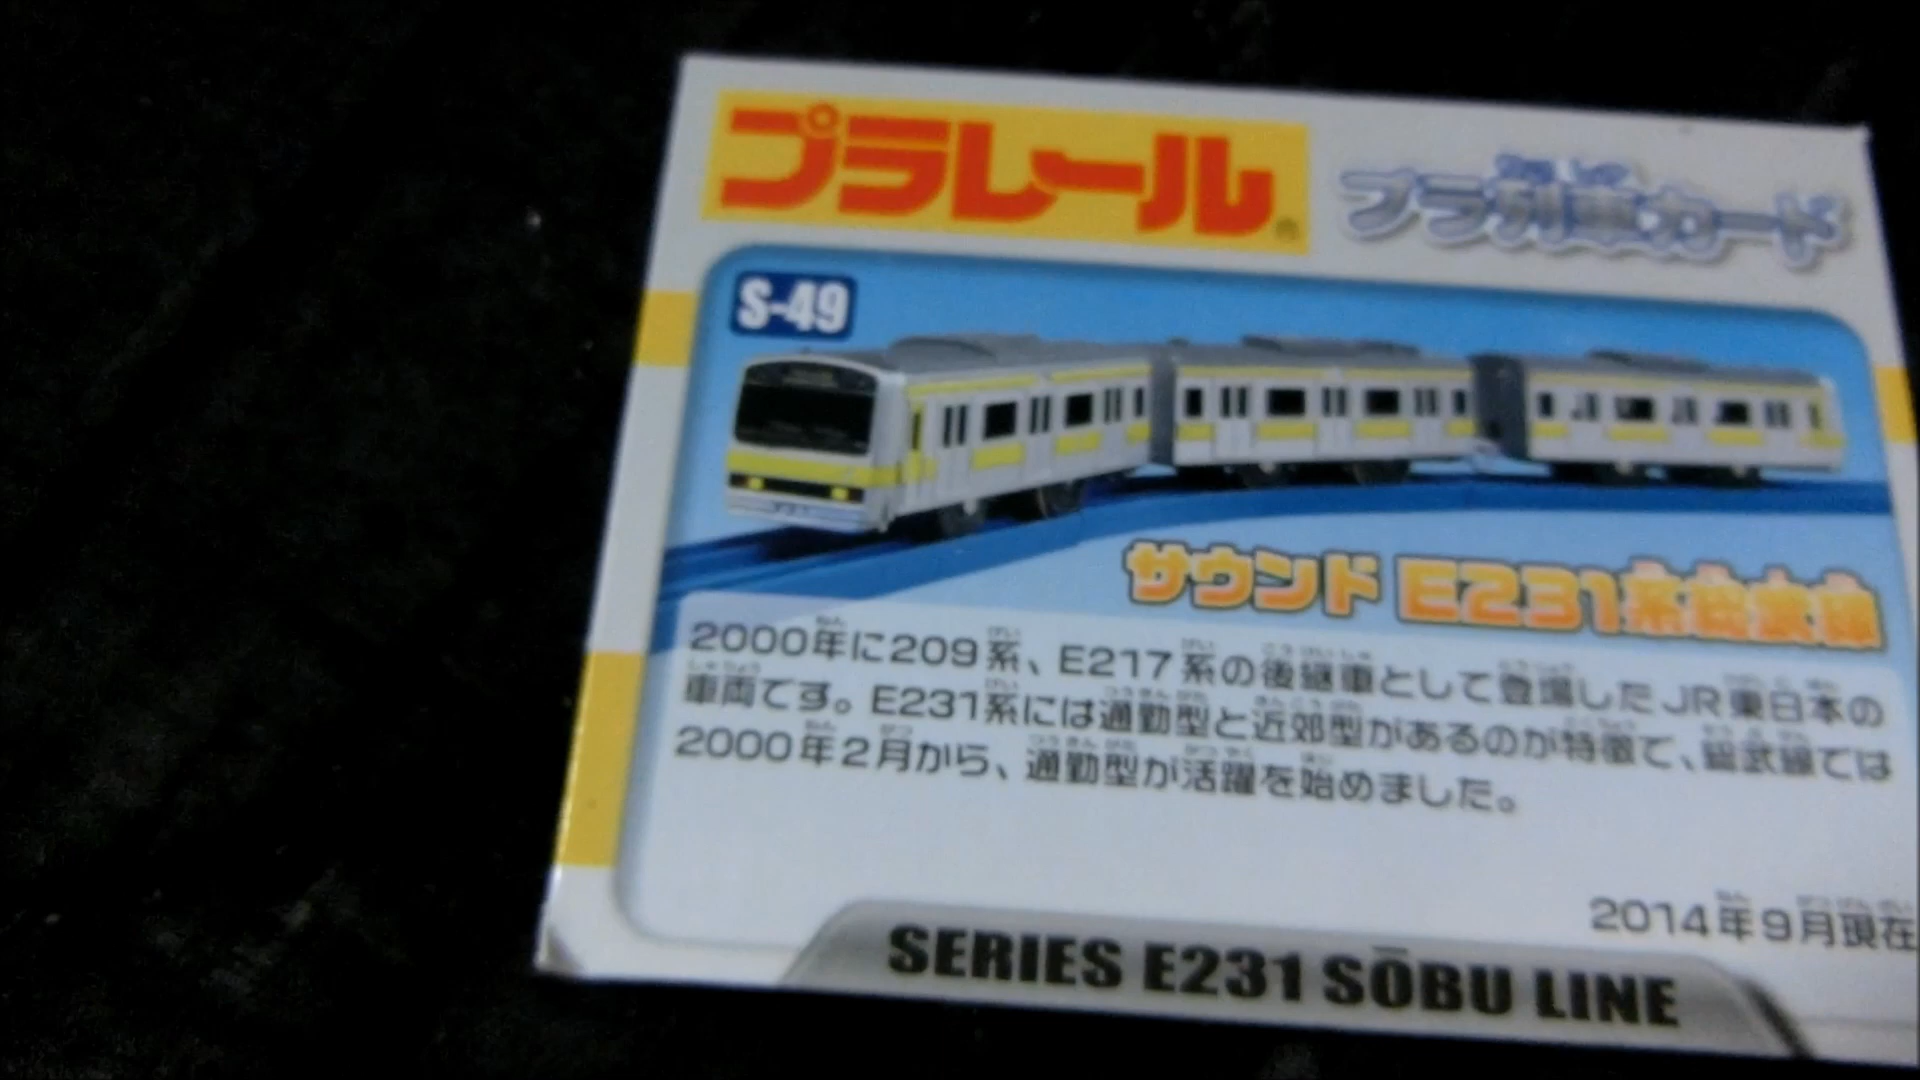 プラレール
プラ列車カード
S-49
サウンド E231系総武線
2000年に209系、E217系の後継車として登場したJR東日本の
車両です。E231系には通勤型と近郊型があるのが特徴で、総武線では
2000年2月から、通勤型が活躍を始めました。
2014年9月現在
SERIES E231 SŌBU LINE